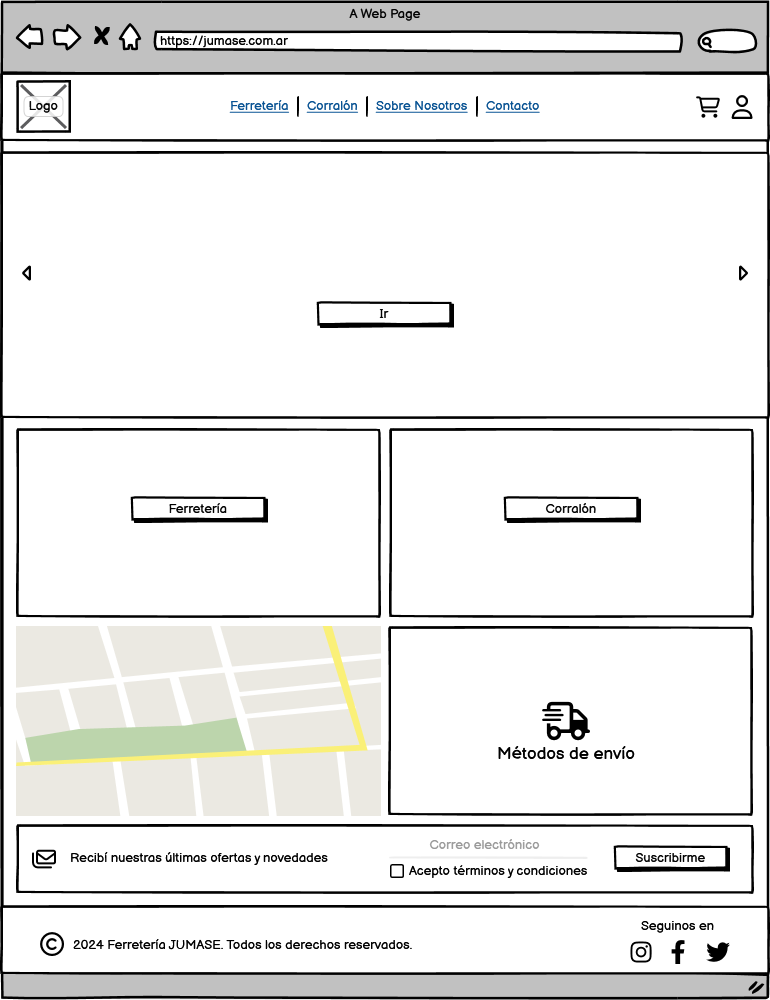 A Web Page
https://jumase.com.ar
Logo
Ferretería
Corralón
Sobre Nosotros
Contacto
Ir
Ferretería
Corralón
Métodos de envío
Recibí nuestras últimas ofertas y novedades
Correo electrónico
Acepto términos y condiciones
Suscribirme
2024 Ferretería JUMASE. Todos los derechos reservados.
Seguinos en